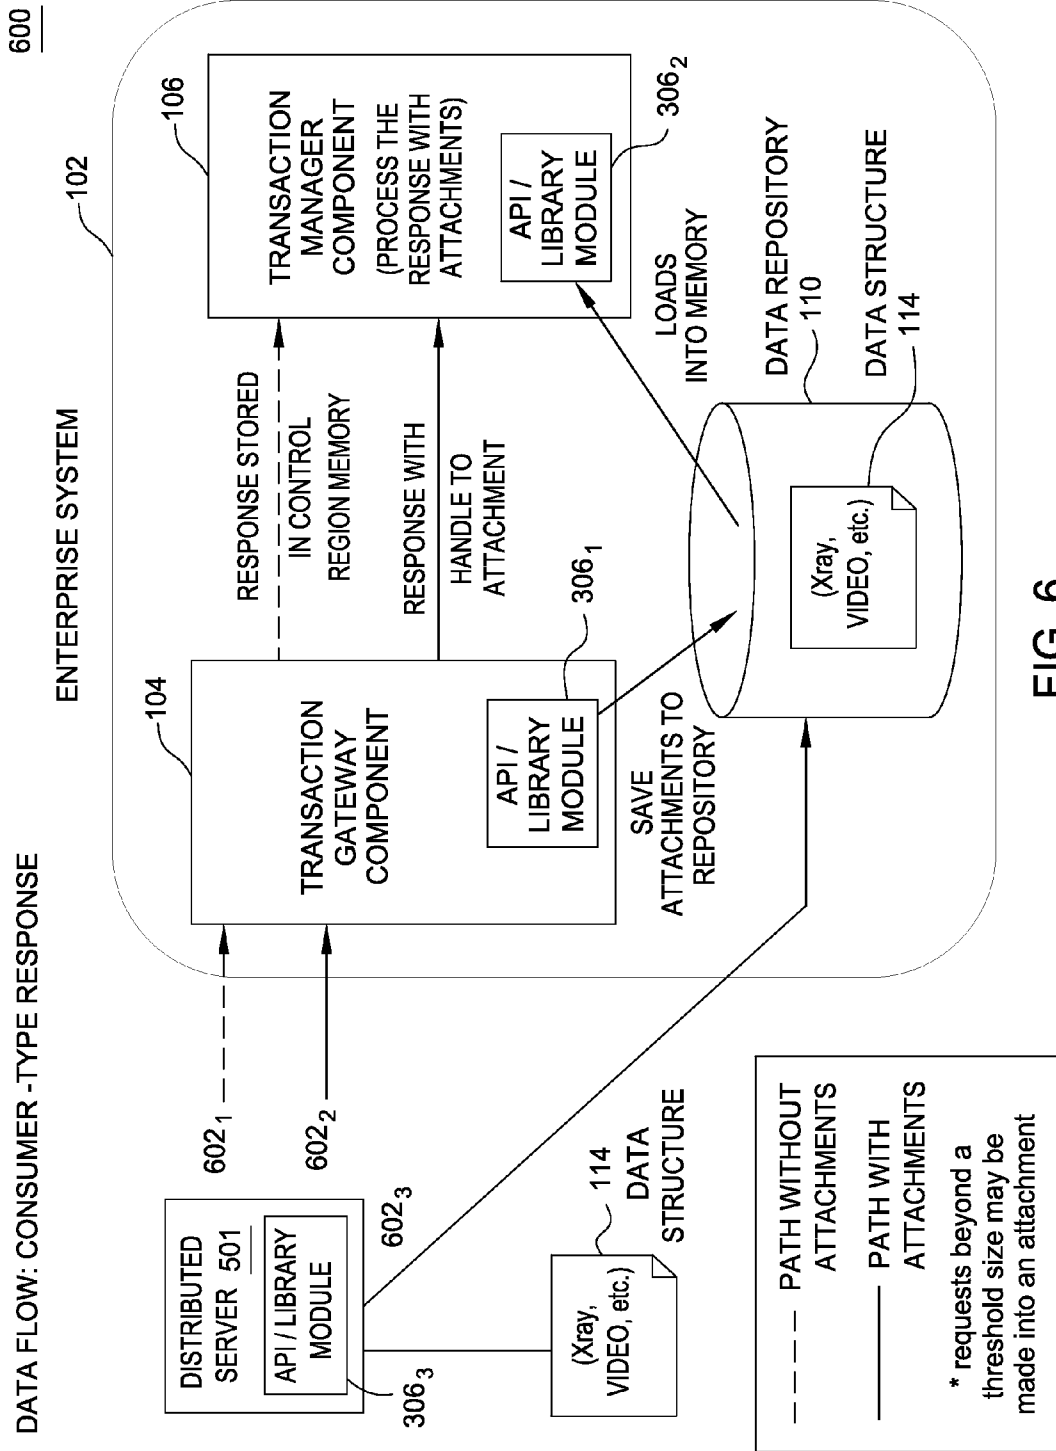 DATA FLOW: CONSUMER -TYPE RESPONSE
600
ENTERPRISE SYSTEM
102
DISTRIBUTED
SERVER 501
API / LIBRARY
MODULE
306₃
602₁
602₂
602₃
104
TRANSACTION
GATEWAY
COMPONENT
API /
LIBRARY
MODULE
306₁
RESPONSE STORED
IN CONTROL
REGION MEMORY
RESPONSE WITH
HANDLE TO
ATTACHMENT
106
TRANSACTION
MANAGER
COMPONENT
(PROCESS THE
RESPONSE WITH
ATTACHMENTS)
API /
LIBRARY
MODULE
306₂
(Xray,
VIDEO, etc.)
114
DATA
STRUCTURE
SAVE
ATTACHMENTS TO
REPOSITORY
LOADS
INTO MEMORY
(Xray,
VIDEO, etc.)
DATA REPOSITORY
110
DATA STRUCTURE
114
PATH WITHOUT
ATTACHMENTS
PATH WITH
ATTACHMENTS
* requests beyond a
threshold size may be
made into an attachment
FIG. 6